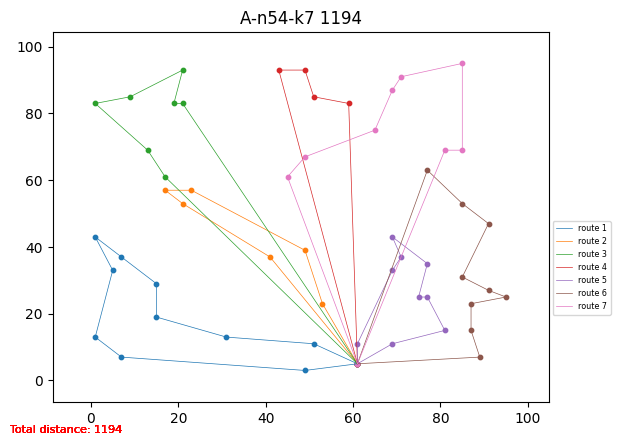 A-n54-k7 1194
100
80
60
40
20
0
0 20 40 60 80 100
route 1
route 2
route 3
route 4
route 5
route 6
route 7
Total distance: 1194